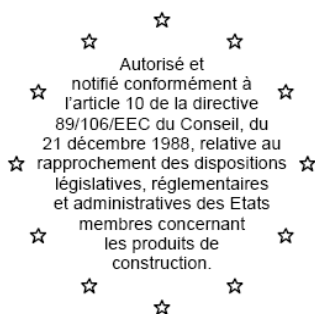 Autorisé et
notifié conformément à
l'article 10 de la directive
89/106/EEC du Conseil, du
21 décembre 1988, relative au
rapprochement des dispositions
législatives, réglementaires
et administratives des Etats
membres concernant
les produits de
construction.